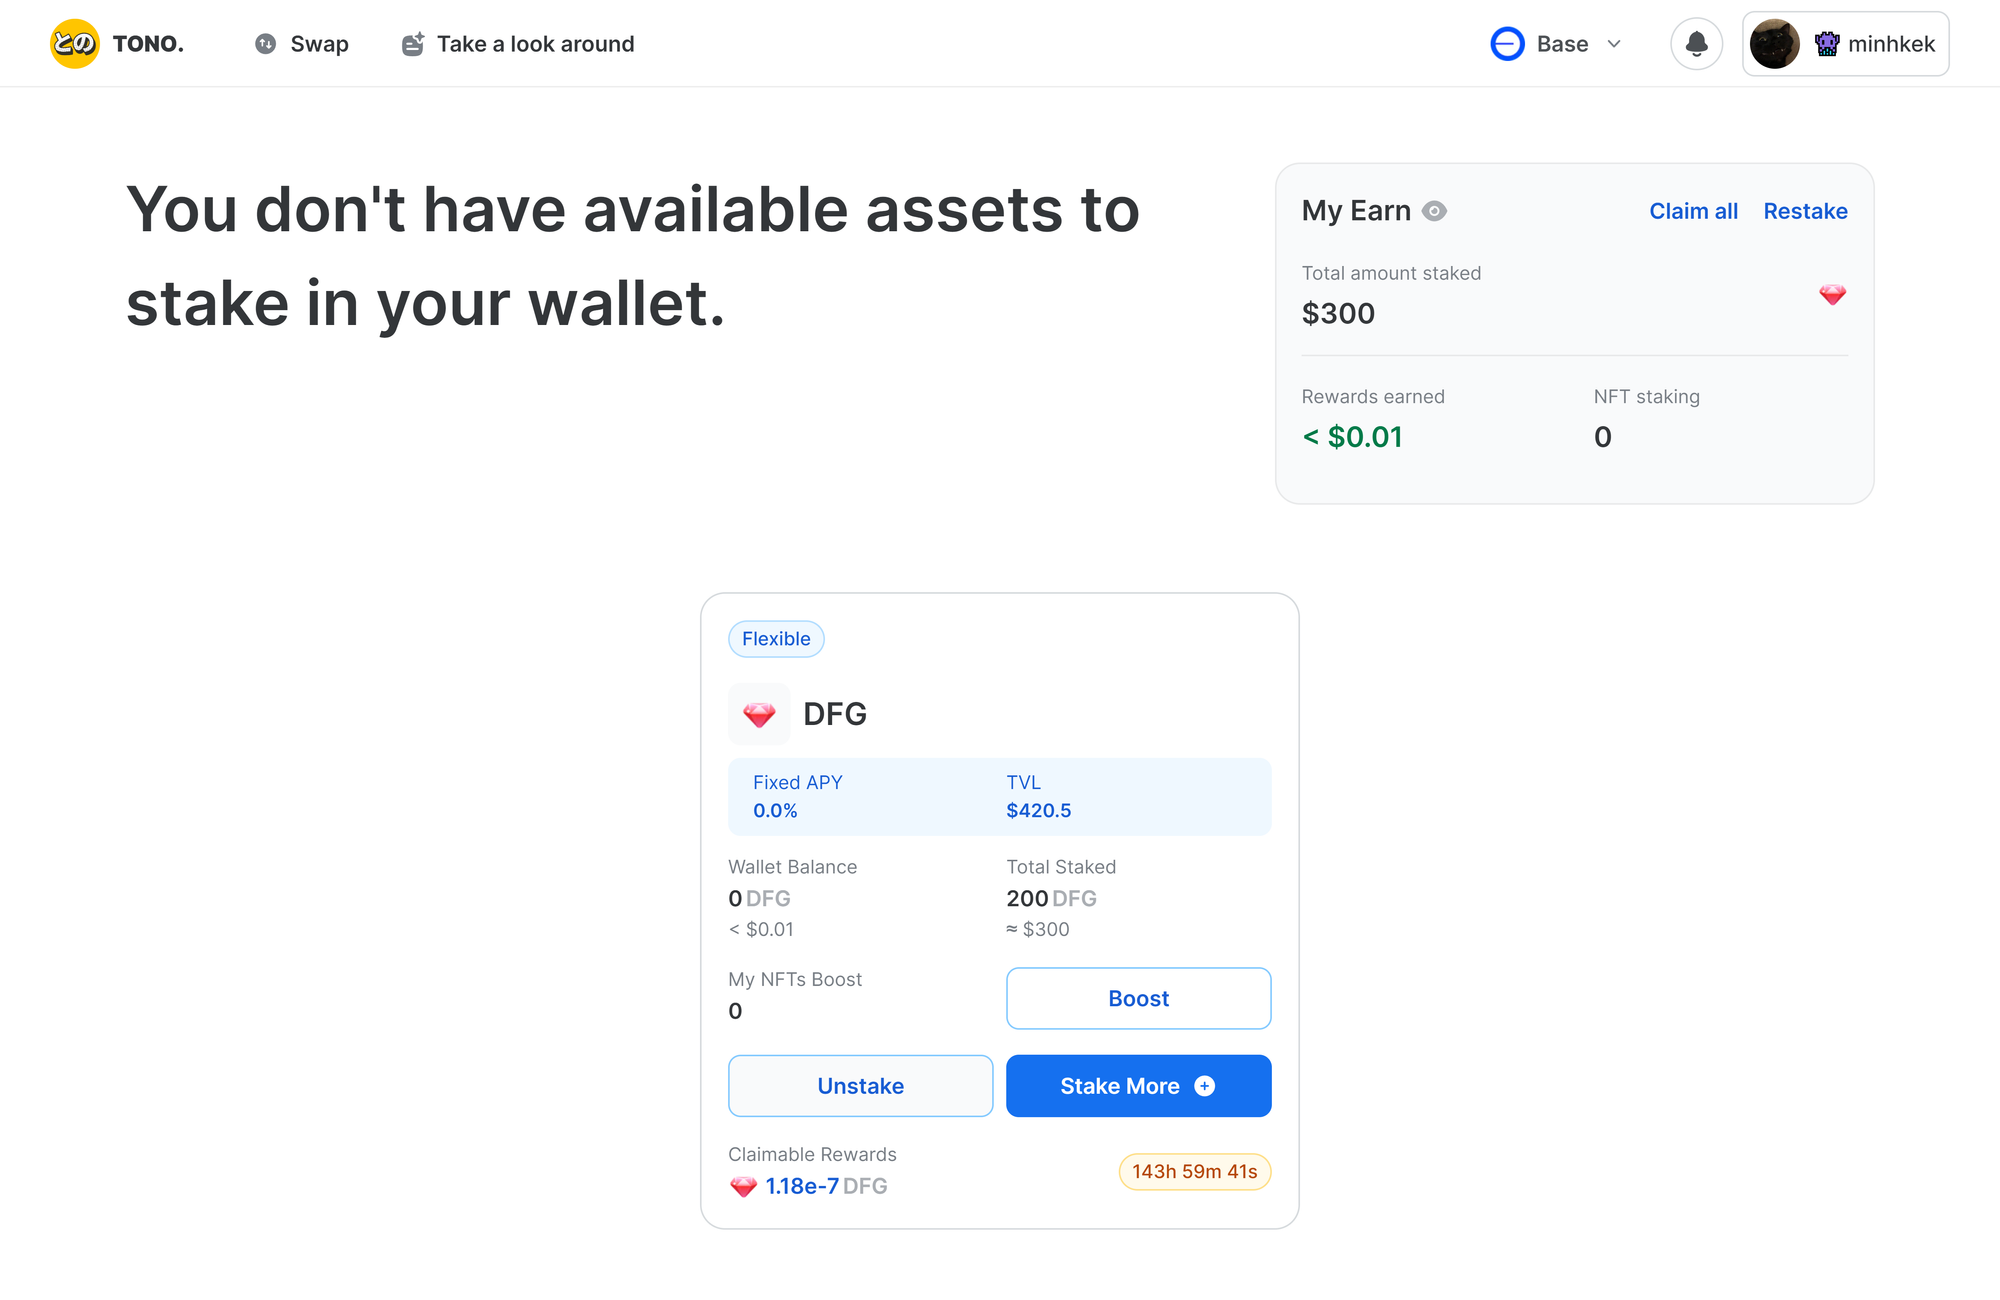 との TONO.
Swap
Take a look around
Base
minhkek
You don't have available assets to
stake in your wallet.
My Earn
Claim all
Restake
Total amount staked
$300
Rewards earned
NFT staking
< $0.01
0
Flexible
DFG
Fixed APY
TVL
0.0%
$420.5
Wallet Balance
Total Staked
0 DFG
200 DFG
< $0.01
≈ $300
My NFTs Boost
0
Boost
Unstake
Stake More
Claimable Rewards
1.18e-7 DFG
143h 59m 41s